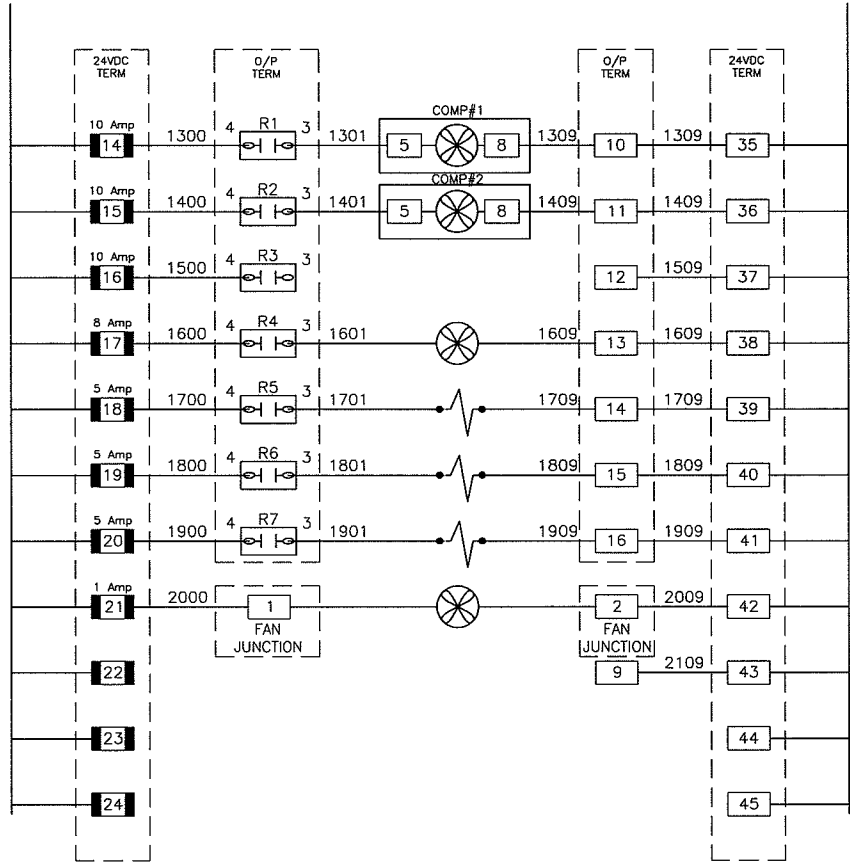 24VDC TERM O/P TERM O/P TERM 24VDC TERM
COMP#1
10 Amp
14 1300 4 R1 3 1301 5 8 1309 10 1309 35
COMP#2
10 Amp
15 1400 4 R2 3 1401 5 8 1409 11 1409 36
10 Amp
16 1500 4 R3 3 12 1509 37
8 Amp
17 1600 4 R4 3 1601 1609 13 1609 38
5 Amp
18 1700 4 R5 3 1701 1709 14 1709 39
5 Amp
19 1800 4 R6 3 1801 1809 15 1809 40
5 Amp
20 1900 4 R7 3 1901 1909 16 1909 41
1 Amp
21 2000 1 2 2009 42
FAN JUNCTION FAN JUNCTION
22 9 2109 43
23 44
24 45